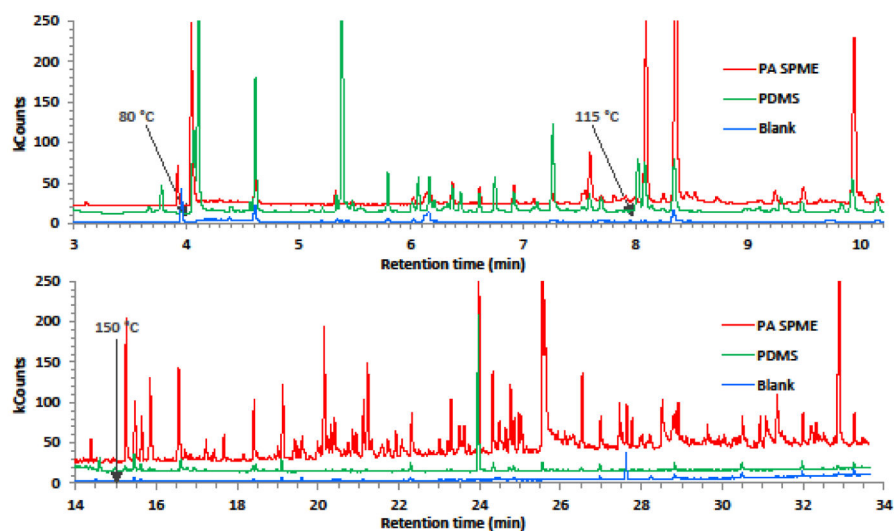 250
200
150
100
50
0
kCounts
80 °C
115 °C
PA SPME
PDMS
Blank
3 4 5 6 7 8 9 10
Retention time (min)
250
200
150
100
50
0
kCounts
150 °C
PA SPME
PDMS
Blank
14 16 18 20 22 24 26 28 30 32 34
Retention time (min)